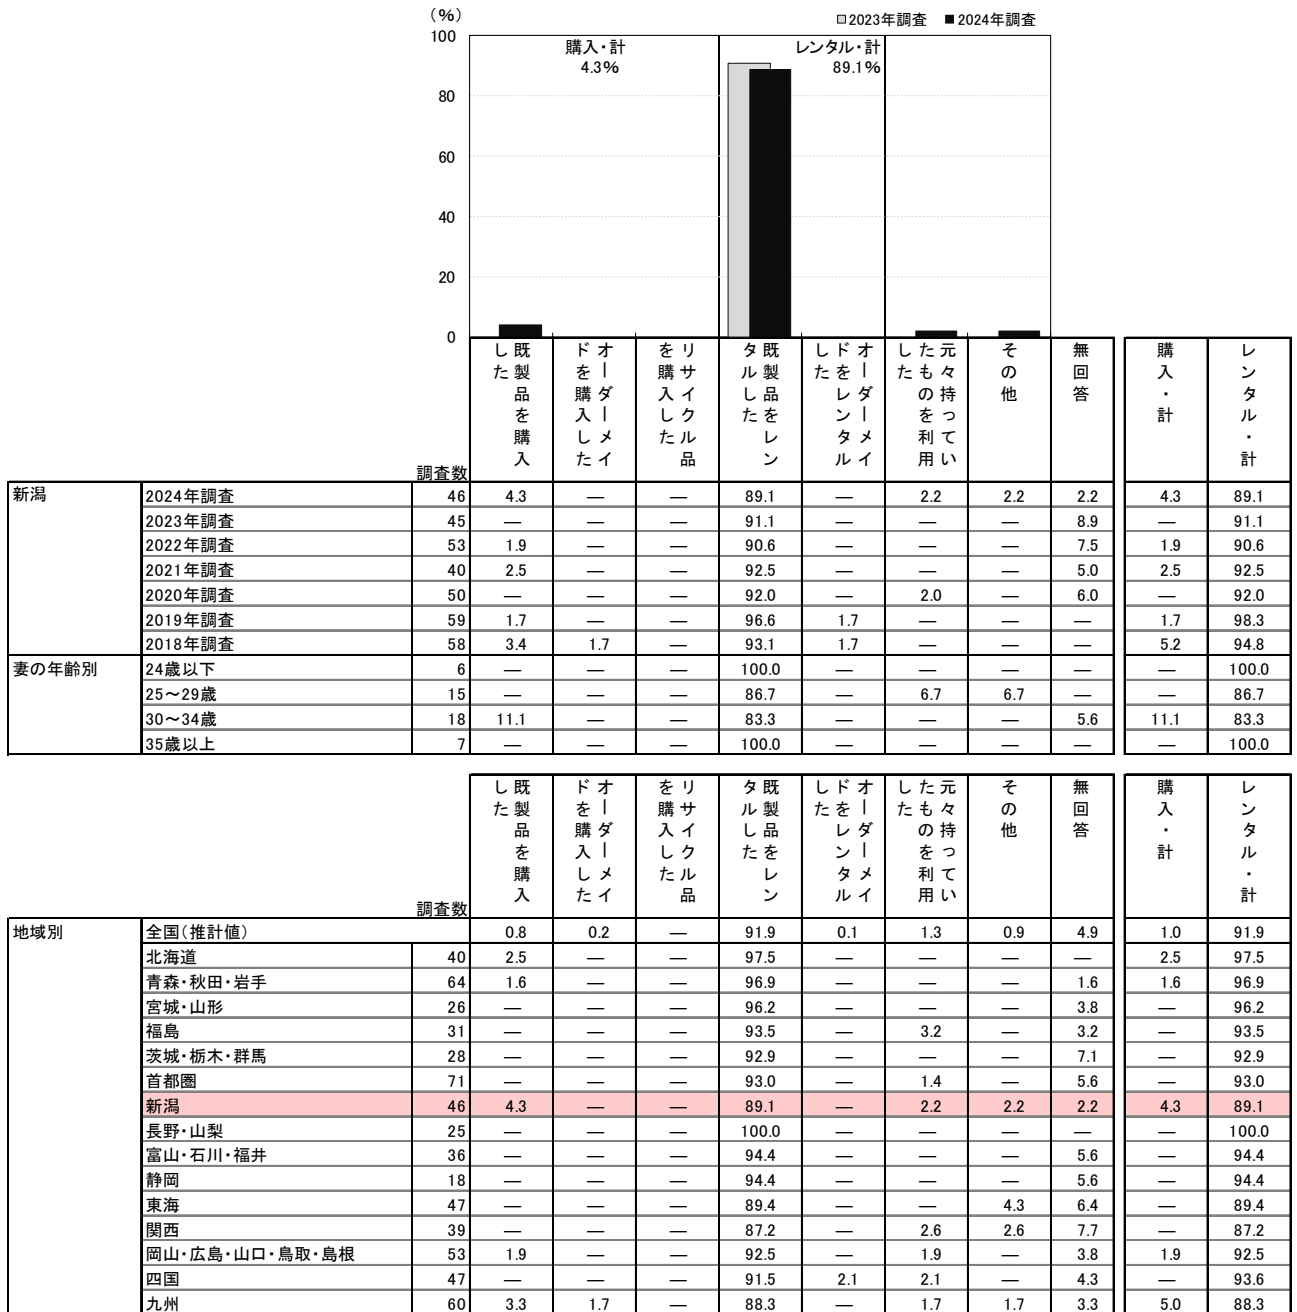 (%)
□2023年調査 ■2024年調査
100
80
60
40
20
0
購入・計
4.3%
レンタル・計
89.1%
調査数
既製品を購入した
オーダーメイドを購入した
リサイクル品を購入した
既製品をレンタルした
オーダーメイドをレンタルした
元々持っていたものを利用した
その他
無回答
購入・計
レンタル・計
新潟 2024年調査 46 4.3 — — 89.1 — 2.2 2.2 2.2 4.3 89.1
2023年調査 45 — — — 91.1 — — — 8.9 — 91.1
2022年調査 53 1.9 — — 90.6 — — — 7.5 1.9 90.6
2021年調査 40 2.5 — — 92.5 — — — 5.0 2.5 92.5
2020年調査 50 — — — 92.0 — 2.0 — 6.0 — 92.0
2019年調査 59 1.7 — — 96.6 1.7 — — — 1.7 98.3
2018年調査 58 3.4 1.7 — 93.1 1.7 — — — 5.2 94.8
妻の年齢別 24歳以下 6 — — — 100.0 — — — — — 100.0
25～29歳 15 — — — 86.7 — 6.7 6.7 — — 86.7
30～34歳 18 11.1 — — 83.3 — — — 5.6 11.1 83.3
35歳以上 7 — — — 100.0 — — — — — 100.0
調査数
既製品を購入した
オーダーメイドを購入した
リサイクル品を購入した
既製品をレンタルした
オーダーメイドをレンタルした
元々持っていたものを利用した
その他
無回答
購入・計
レンタル・計
地域別 全国(推計値) 0.8 0.2 — 91.9 0.1 1.3 0.9 4.9 1.0 91.9
北海道 40 2.5 — — 97.5 — — — — 2.5 97.5
青森・秋田・岩手 64 1.6 — — 96.9 — — — 1.6 1.6 96.9
宮城・山形 26 — — — 96.2 — — — 3.8 — 96.2
福島 31 — — — 93.5 — 3.2 — 3.2 — 93.5
茨城・栃木・群馬 28 — — — 92.9 — — — 7.1 — 92.9
首都圏 71 — — — 93.0 — 1.4 — 5.6 — 93.0
新潟 46 4.3 — — 89.1 — 2.2 2.2 2.2 4.3 89.1
長野・山梨 25 — — — 100.0 — — — — — 100.0
富山・石川・福井 36 — — — 94.4 — — — 5.6 — 94.4
静岡 18 — — — 94.4 — — — 5.6 — 94.4
東海 47 — — — 89.4 — — 4.3 6.4 — 89.4
関西 39 — — — 87.2 — 2.6 2.6 7.7 — 87.2
岡山・広島・山口・鳥取・島根 53 1.9 — — 92.5 — 1.9 — 3.8 1.9 92.5
四国 47 — — — 91.5 2.1 2.1 — 4.3 — 93.6
九州 60 3.3 1.7 — 88.3 — 1.7 1.7 3.3 5.0 88.3